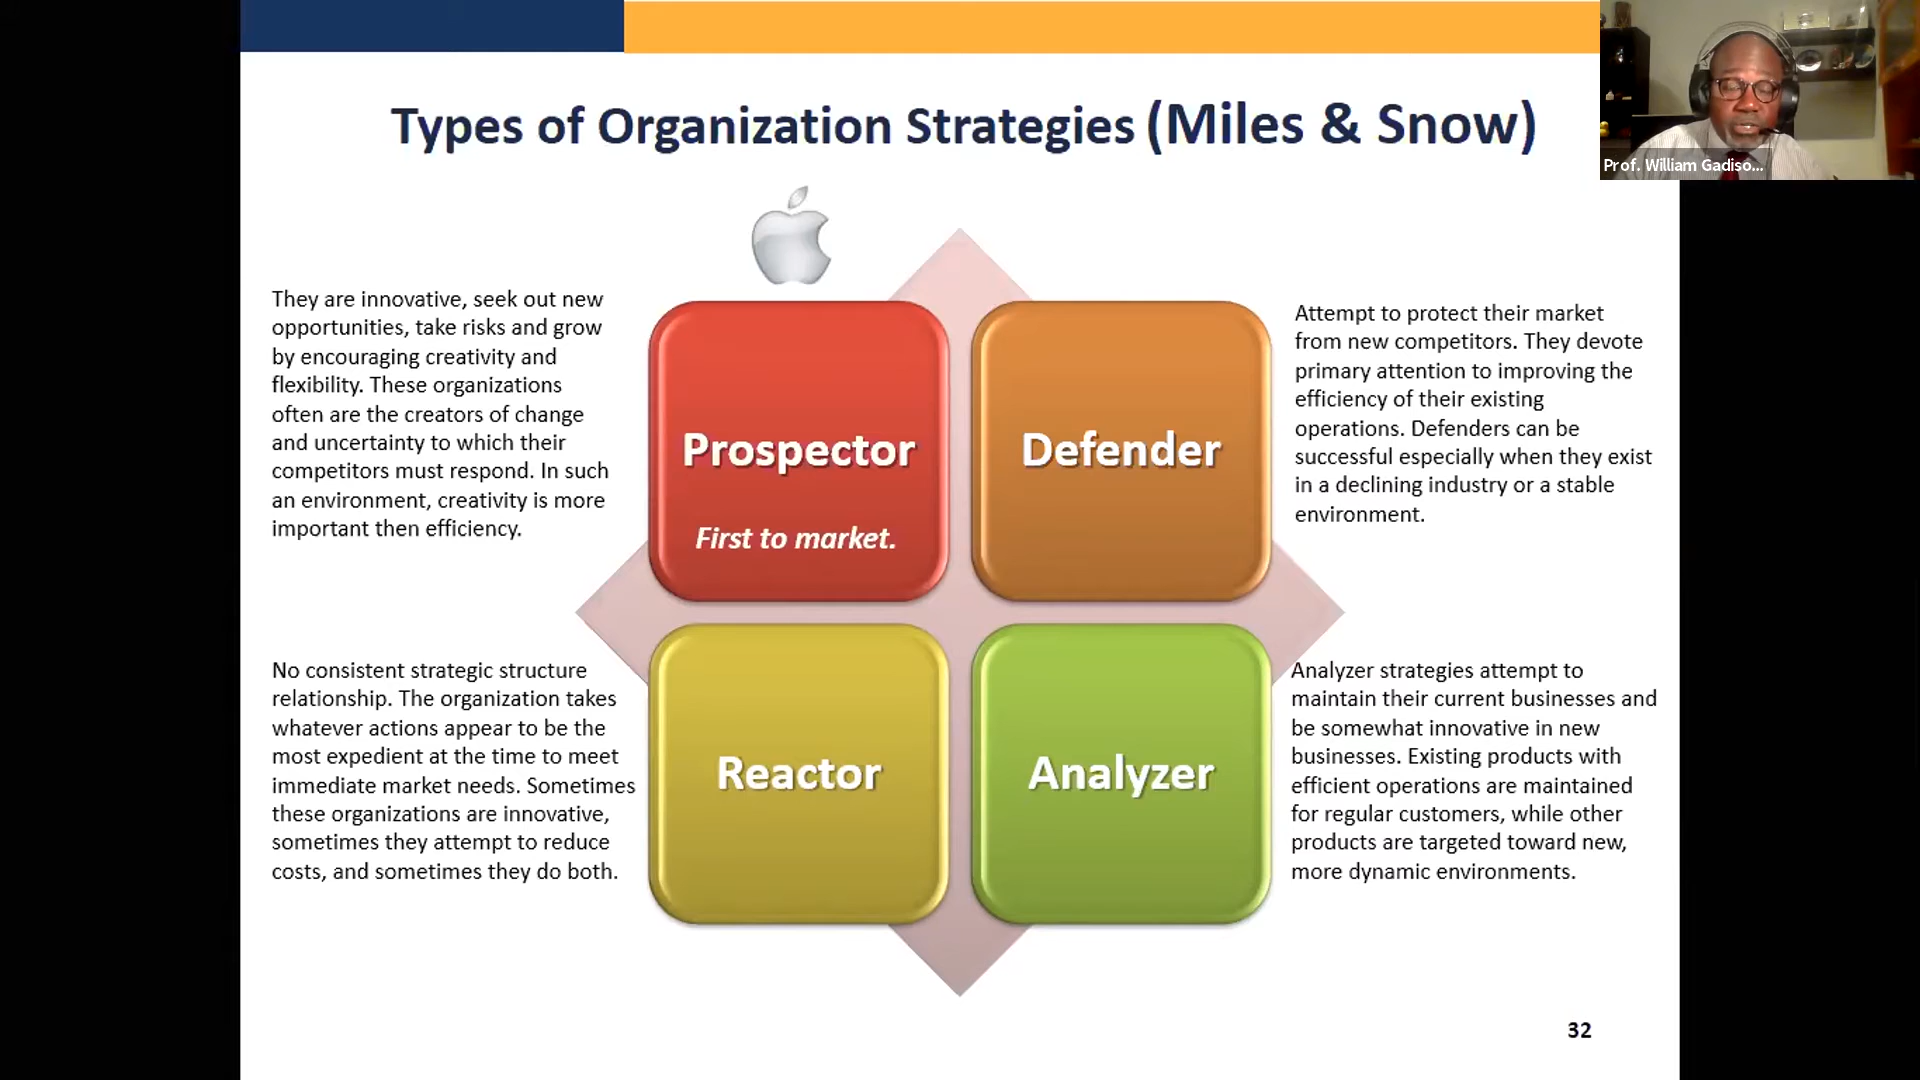 Types of Organization Strategies (Miles & Snow)
Prof. William Gadiso...
They are innovative, seek out new
opportunities, take risks and grow
by encouraging creativity and
flexibility. These organizations
often are the creators of change
and uncertainty to which their
competitors must respond. In such
an environment, creativity is more
important then efficiency.
Prospector
First to market.
Defender
Attempt to protect their market
from new competitors. They devote
primary attention to improving the
efficiency of their existing
operations. Defenders can be
successful especially when they exist
in a declining industry or a stable
environment.
No consistent strategic structure
relationship. The organization takes
whatever actions appear to be the
most expedient at the time to meet
immediate market needs. Sometimes
these organizations are innovative,
sometimes they attempt to reduce
costs, and sometimes they do both.
Reactor
Analyzer
Analyzer strategies attempt to
maintain their current businesses and
be somewhat innovative in new
businesses. Existing products with
efficient operations are maintained
for regular customers, while other
products are targeted toward new,
more dynamic environments.
32